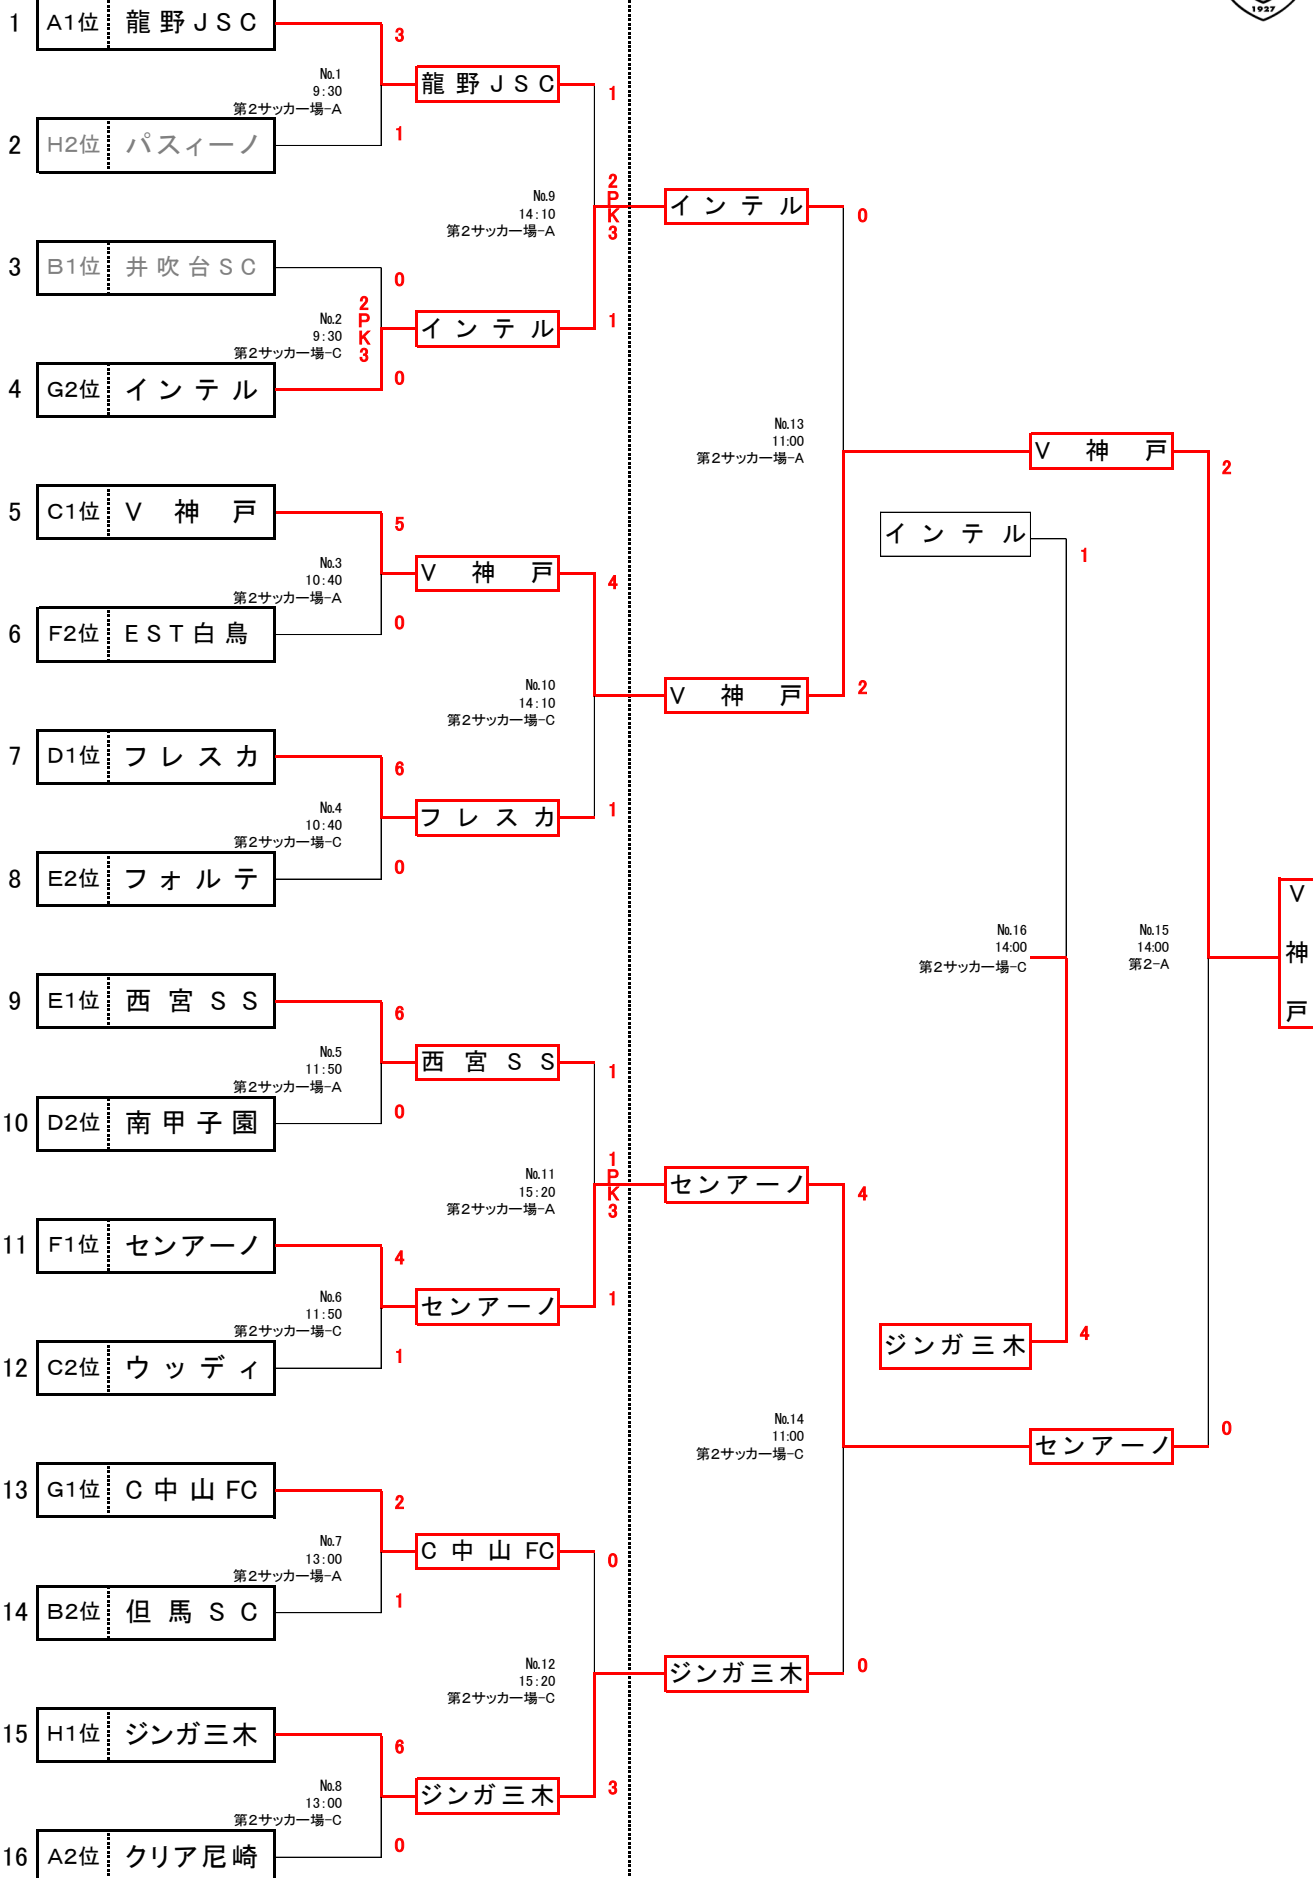 1927
1 A1位 龍野JSC
3
No.1
9:30
第2サッカー場-A
龍野JSC
1
2 H2位 パスィーノ
1
No.9
14:10
第2サッカー場-A
2
P
K
3
インテル
0
3 B1位 井吹台SC
0
No.2
9:30
第2サッカー場-C
2
P
K
3
インテル
1
4 G2位 インテル
0
No.13
11:00
第2サッカー場-A
V神戸
2
5 C1位 V神戸
5
インテル
1
No.3
10:40
第2サッカー場-A
V神戸
4
6 F2位 EST白鳥
0
No.10
14:10
第2サッカー場-C
V神戸
2
7 D1位 フレスカ
6
No.4
10:40
第2サッカー場-C
フレスカ
1
8 E2位 フォルテ
0
No.16
14:00
第2サッカー場-C
No.15
14:00
第2-A
V
神
戸
9 E1位 西宮SS
6
No.5
11:50
第2サッカー場-A
西宮SS
1
10 D2位 南甲子園
0
No.11
15:20
第2サッカー場-A
1
P
K
3
センアーノ
4
11 F1位 センアーノ
4
No.6
11:50
第2サッカー場-C
センアーノ
1
12 C2位 ウッディ
1
ジンガ三木
4
No.14
11:00
第2サッカー場-C
センアーノ
0
13 G1位 C中山FC
2
No.7
13:00
第2サッカー場-A
C中山FC
0
14 B2位 但馬SC
1
No.12
15:20
第2サッカー場-C
ジンガ三木
0
15 H1位 ジンガ三木
6
No.8
13:00
第2サッカー場-C
ジンガ三木
3
16 A2位 クリア尼崎
0